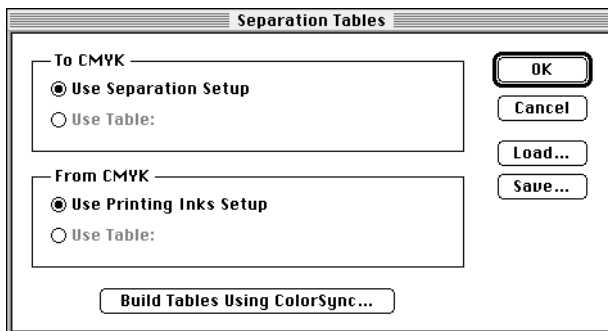 Separation Tables
To CMYK
Use Separation Setup
Use Table:
From CMYK
Use Printing Inks Setup
Use Table:
Build Tables Using ColorSync...
OK
Cancel
Load...
Save...